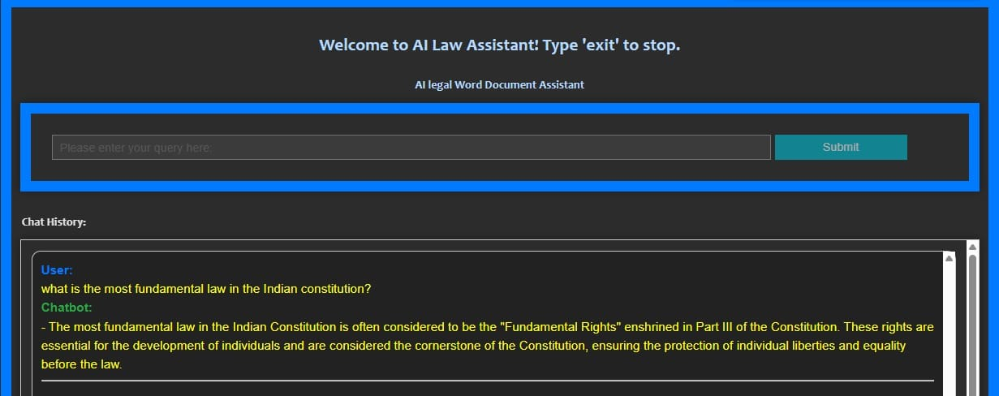 Welcome to AI Law Assistant! Type 'exit' to stop.
AI legal Word Document Assistant
Please enter your query here:
Submit
Chat History:
User:
what is the most fundamental law in the Indian constitution?
Chatbot:
- The most fundamental law in the Indian Constitution is often considered to be the "Fundamental Rights" enshrined in Part III of the Constitution. These rights are
essential for the development of individuals and are considered the cornerstone of the Constitution, ensuring the protection of individual liberties and equality
before the law.